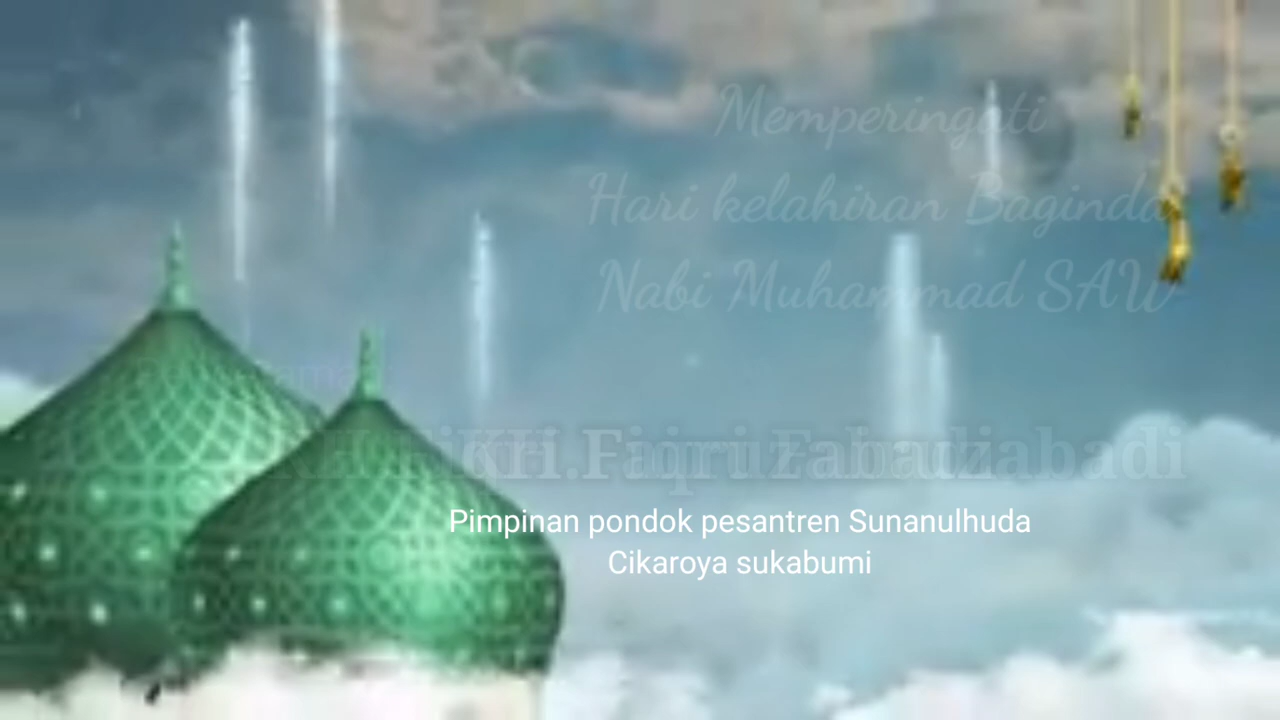 Memperingati
Hari kelahiran Baginda
Nabi Muhammad SAW
Pimpinan pondok pesantren Sunanulhuda
Cikaroya sukabumi